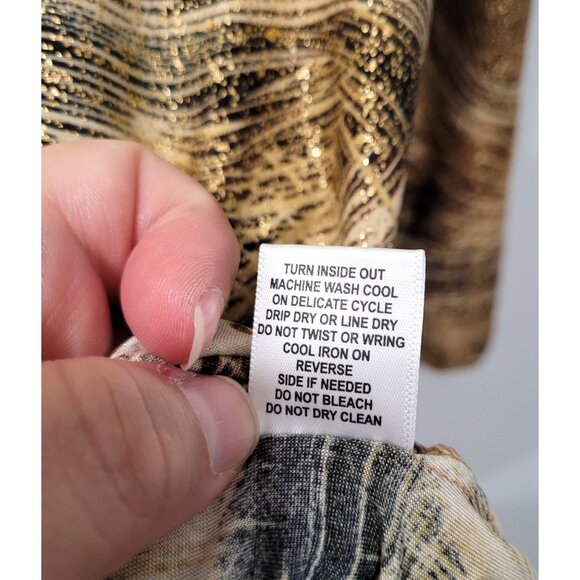 TURN INSIDE OUT
MACHINE WASH COOL
ON DELICATE CYCLE
DRIP DRY OR LINE DRY
DO NOT TWIST OR WRING
COOL IRON ON
REVERSE
SIDE IF NEEDED
DO NOT BLEACH
DO NOT DRY CLEAN